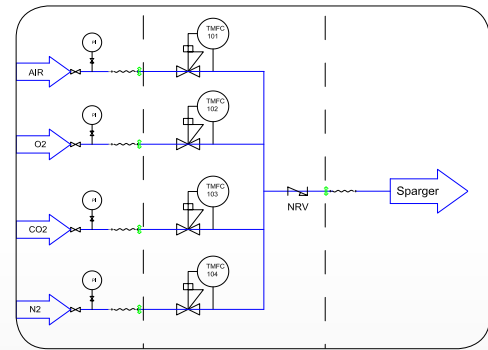 PI
TMFC
101
AIR
PI
TMFC
102
O2
Sparger
NRV
PI
TMFC
103
CO2
PI
TMFC
104
N2